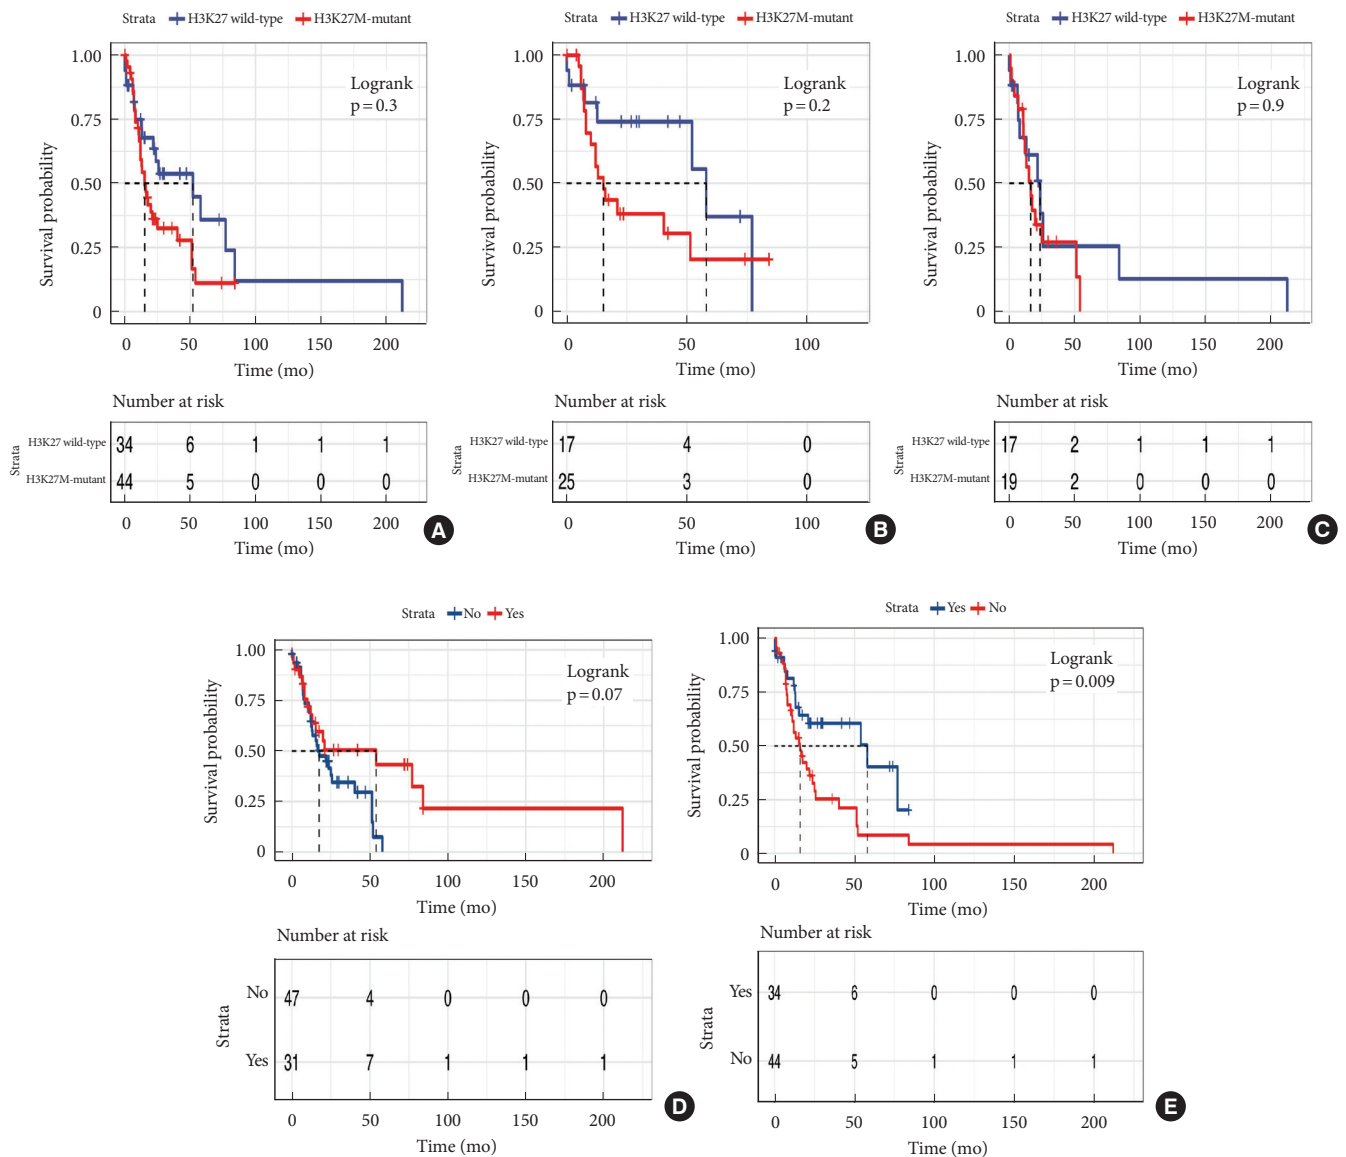 Strata H3K27 wild-type H3K27M-mutant
1.00
0.75
0.50
0.25
0
Survival probability
Logrank
p = 0.3
0 50 100 150 200
Time (mo)
Number at risk
Strata
H3K27 wild-type 34 6 1 1 1
H3K27M-mutant 44 5 0 0 0
0 50 100 150 200
Time (mo)
A
Strata H3K27 wild-type H3K27M-mutant
1.00
0.75
0.50
0.25
0
Survival probability
Logrank
p = 0.2
0 50 100
Time (mo)
Number at risk
Strata
H3K27 wild-type 17 4 0
H3K27M-mutant 25 3 0
0 50 100
Time (mo)
B
Strata H3K27 wild-type H3K27M-mutant
1.00
0.75
0.50
0.25
0
Survival probability
Logrank
p = 0.9
0 50 100 150 200
Time (mo)
Number at risk
Strata
H3K27 wild-type 17 2 1 1 1
H3K27M-mutant 19 2 0 0 0
0 50 100 150 200
Time (mo)
C
Strata No Yes
1.00
0.75
0.50
0.25
0
Survival probability
Logrank
p = 0.07
0 50 100 150 200
Time (mo)
Number at risk
Strata
No 47 4 0 0 0
Yes 31 7 1 1 1
0 50 100 150 200
Time (mo)
D
Strata Yes No
1.00
0.75
0.50
0.25
0
Survival probability
Logrank
p = 0.009
0 50 100 150 200
Time (mo)
Number at risk
Strata
Yes 34 6 0 0 0
No 44 5 1 1 1
0 50 100 150 200
Time (mo)
E